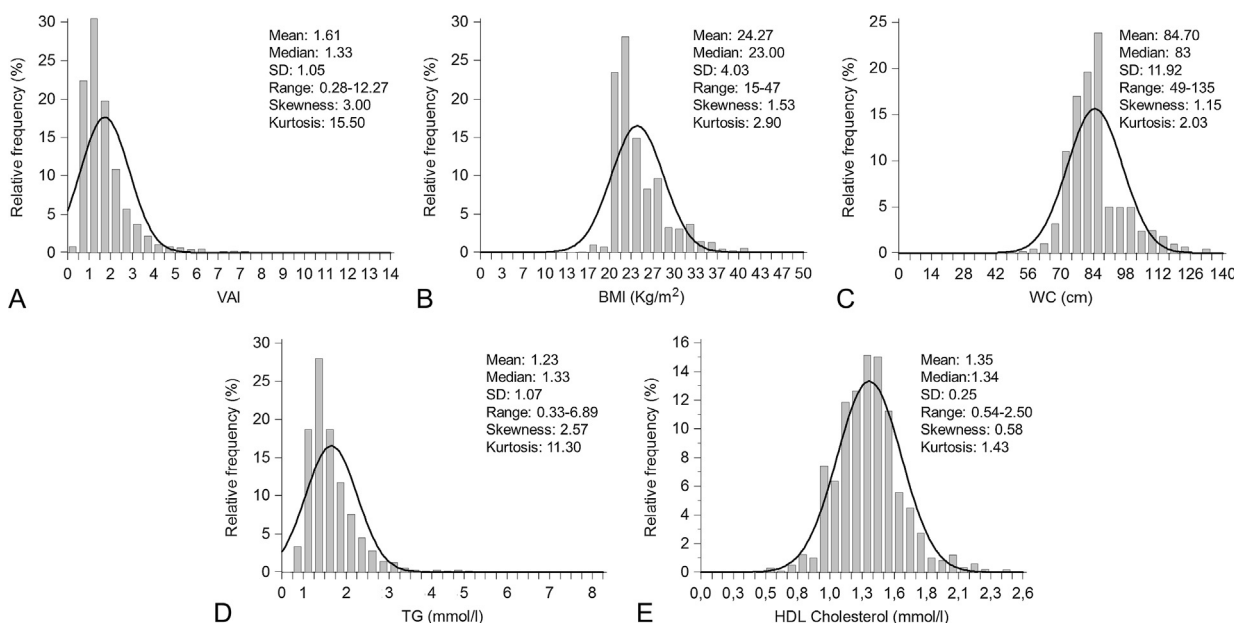 30
25
20
15
10
5
0
Relative frequency (%)
Mean: 1.61
Median: 1.33
SD: 1.05
Range: 0.28-12.27
Skewness: 3.00
Kurtosis: 15.50
0 1 2 3 4 5 6 7 8 9 10 11 12 13 14
A
VAI
30
25
20
15
10
5
0
Relative frequency (%)
Mean: 24.27
Median: 23.00
SD: 4.03
Range: 15-47
Skewness: 1.53
Kurtosis: 2.90
0 3 7 10 13 17 20 23 27 30 33 37 40 43 47 50
B
BMI (Kg/m²)
25
20
15
10
5
0
Relative frequency (%)
Mean: 84.70
Median: 83
SD: 11.92
Range: 49-135
Skewness: 1.15
Kurtosis: 2.03
0 14 28 42 56 70 84 98 112 126 140
C
WC (cm)
30
25
20
15
10
5
0
Relative frequency (%)
Mean: 1.23
Median: 1.33
SD: 1.07
Range: 0.33-6.89
Skewness: 2.57
Kurtosis: 11.30
0 1 2 3 4 5 6 7 8
D
TG (mmol/l)
16
14
12
10
8
6
4
2
0
Relative frequency (%)
Mean: 1.35
Median:1.34
SD: 0.25
Range: 0.54-2.50
Skewness: 0.58
Kurtosis: 1.43
0,0 0,3 0,5 0,8 1,0 1,3 1,6 1,8 2,1 2,3 2,6
E
HDL Cholesterol (mmol/l)